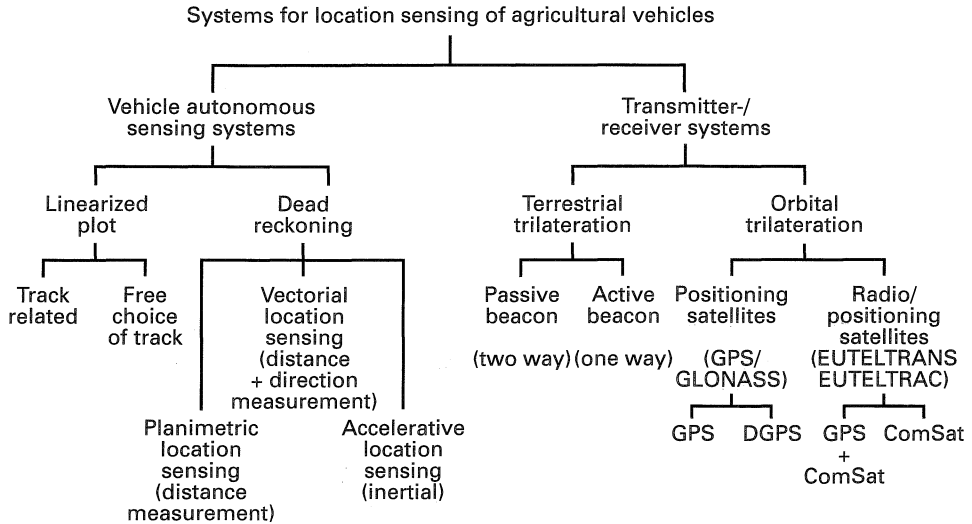 Systems for location sensing of agricultural vehicles
Vehicle autonomous
sensing systems
Transmitter-/
receiver systems
Linearized
plot
Dead
reckoning
Terrestrial
trilateration
Orbital
trilateration
Track
related
Free
choice
of track
Vectorial
location
sensing
(distance
+ direction
measurement)
Passive
beacon
(two way)
Active
beacon
(one way)
Positioning
satellites
(GPS/
GLONASS)
Radio/
positioning
satellites
(EUTELTRANS
EUTELTRAC)
Planimetric
location
sensing
(distance
measurement)
Accelerative
location
sensing
(inertial)
GPS
DGPS
GPS
+
ComSat
ComSat